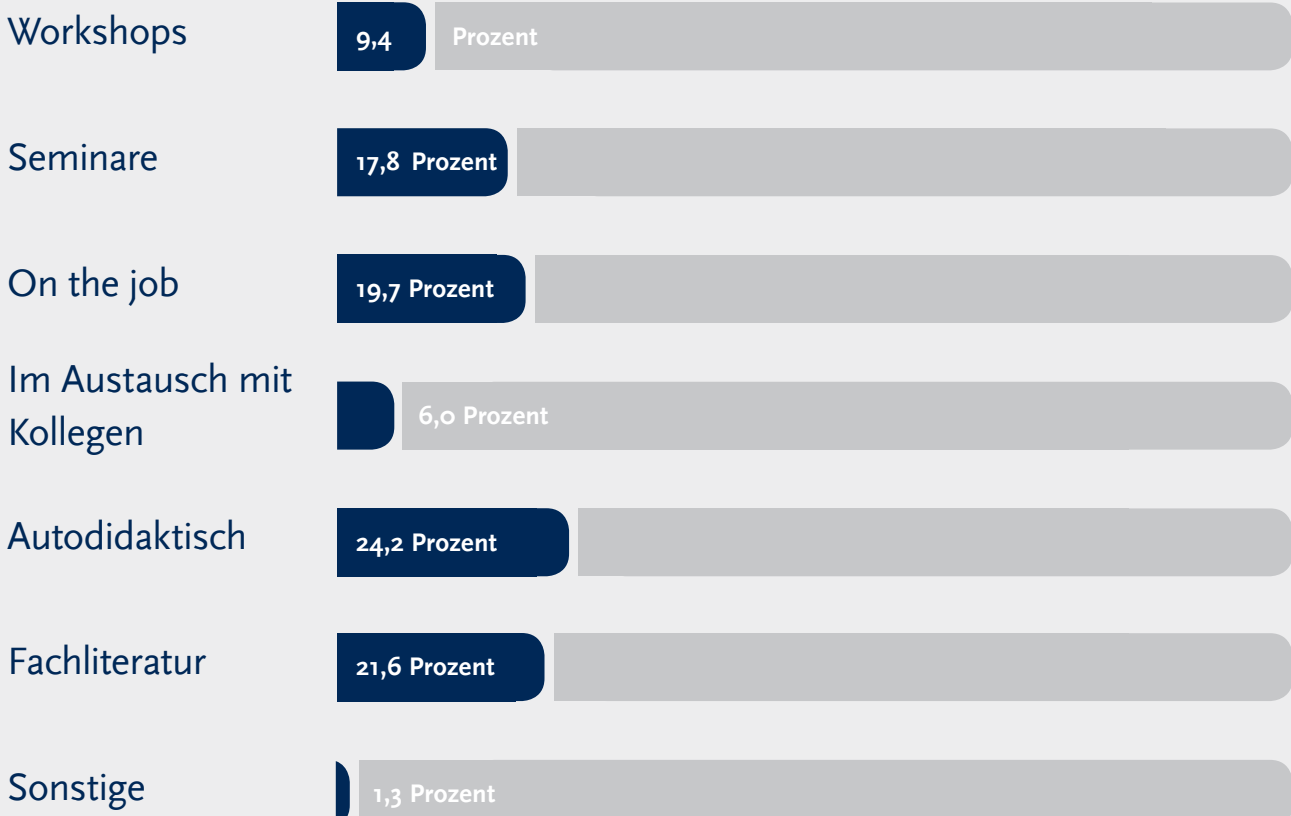 Workshops 9,4 Prozent
Seminare 17,8 Prozent
On the job 19,7 Prozent
Im Austausch mit
Kollegen 6,0 Prozent
Autodidaktisch 24,2 Prozent
Fachliteratur 21,6 Prozent
Sonstige 1,3 Prozent